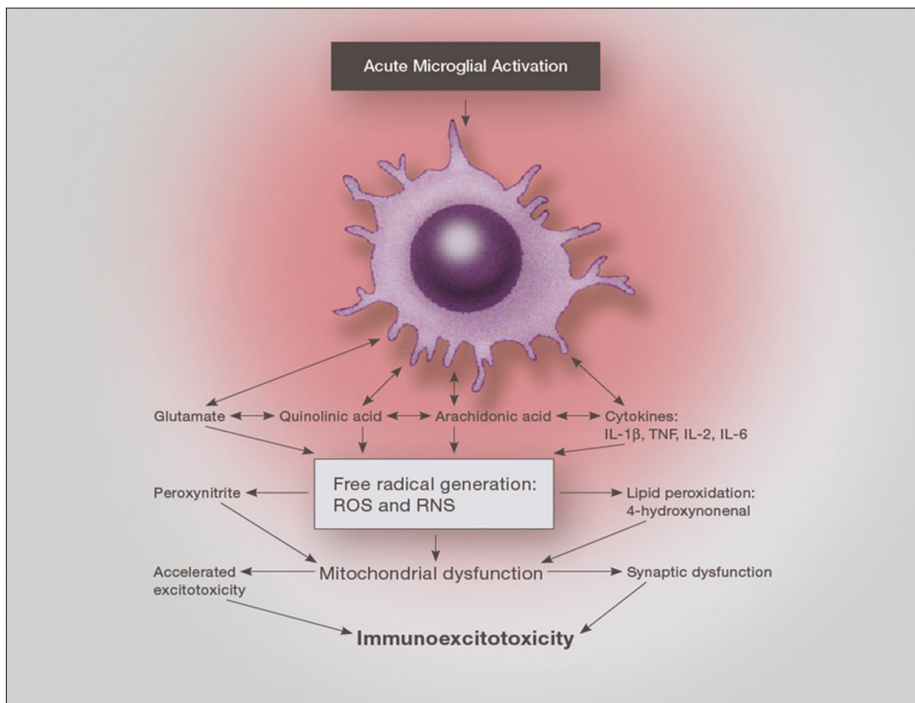 Acute Microglial Activation
Glutamate
Quinolinic acid
Arachidonic acid
Cytokines:
IL-1β, TNF, IL-2, IL-6
Free radical generation:
ROS and RNS
Peroxynitrite
Lipid peroxidation:
4-hydroxynonenal
Mitochondrial dysfunction
Accelerated
excitotoxicity
Synaptic dysfunction
Immunoexcitotoxicity